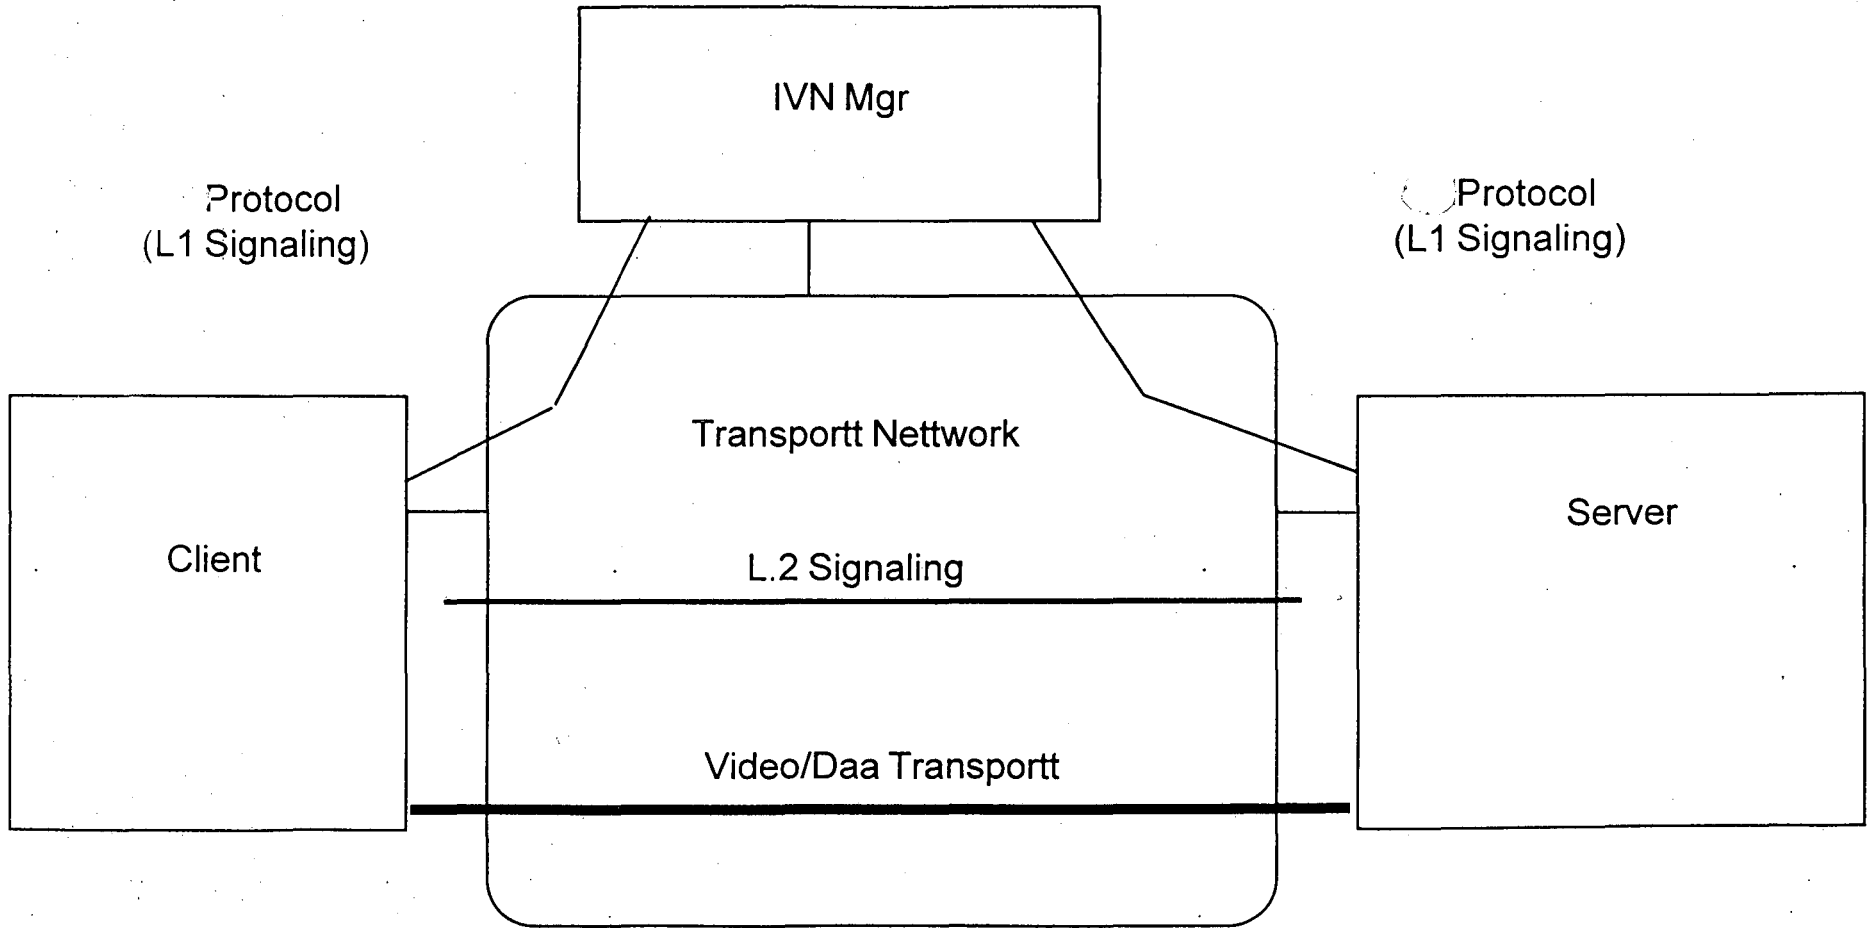 IVN Mgr
Protocol
(L1 Signaling)
Protocol
(L1 Signaling)
Transportt Nettwork
Client
Server
L.2 Signaling
Video/Daa Transportt